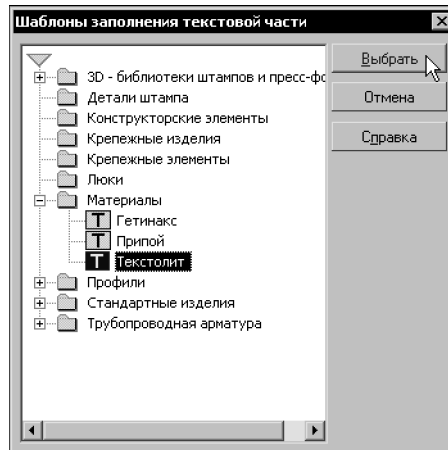 Шаблоны заполнения текстовой части
Выбрать
Отмена
Справка
3D - библиотеки штампов и пресс-фо
Детали штампа
Конструкторские элементы
Крепежные изделия
Крепежные элементы
Люки
Материалы
T Гетинакс
T Припой
T Текстолит
Профили
Стандартные изделия
Трубопроводная арматура